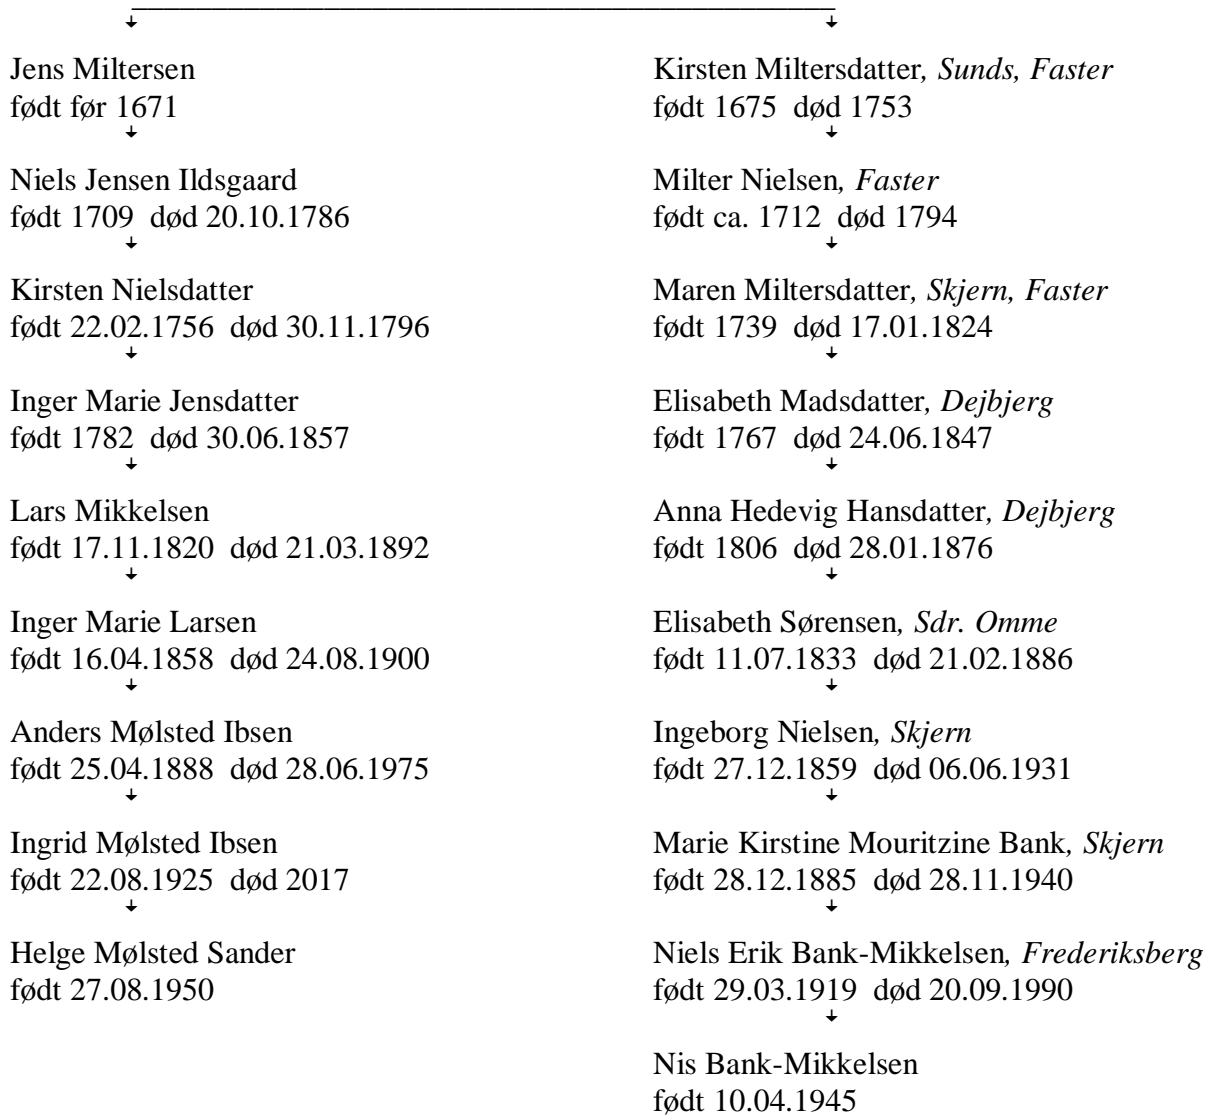 Jens Miltersen
født før 1671
Niels Jensen Ildsgaard
født 1709  død 20.10.1786
Kirsten Nielsdatter
født 22.02.1756  død 30.11.1796
Inger Marie Jensdatter
født 1782  død 30.06.1857
Lars Mikkelsen
født 17.11.1820  død 21.03.1892
Inger Marie Larsen
født 16.04.1858  død 24.08.1900
Anders Mølsted Ibsen
født 25.04.1888  død 28.06.1975
Ingrid Mølsted Ibsen
født 22.08.1925  død 2017
Helge Mølsted Sander
født 27.08.1950
Kirsten Miltersdatter, Sunds, Faster
født 1675  død 1753
Milter Nielsen, Faster
født ca. 1712  død 1794
Maren Miltersdatter, Skjern, Faster
født 1739  død 17.01.1824
Elisabeth Madsdatter, Dejbjerg
født 1767  død 24.06.1847
Anna Hedevig Hansdatter, Dejbjerg
født 1806  død 28.01.1876
Elisabeth Sørensen, Sdr. Omme
født 11.07.1833  død 21.02.1886
Ingeborg Nielsen, Skjern
født 27.12.1859  død 06.06.1931
Marie Kirstine Mouritzine Bank, Skjern
født 28.12.1885  død 28.11.1940
Niels Erik Bank-Mikkelsen, Frederiksberg
født 29.03.1919  død 20.09.1990
Nis Bank-Mikkelsen
født 10.04.1945